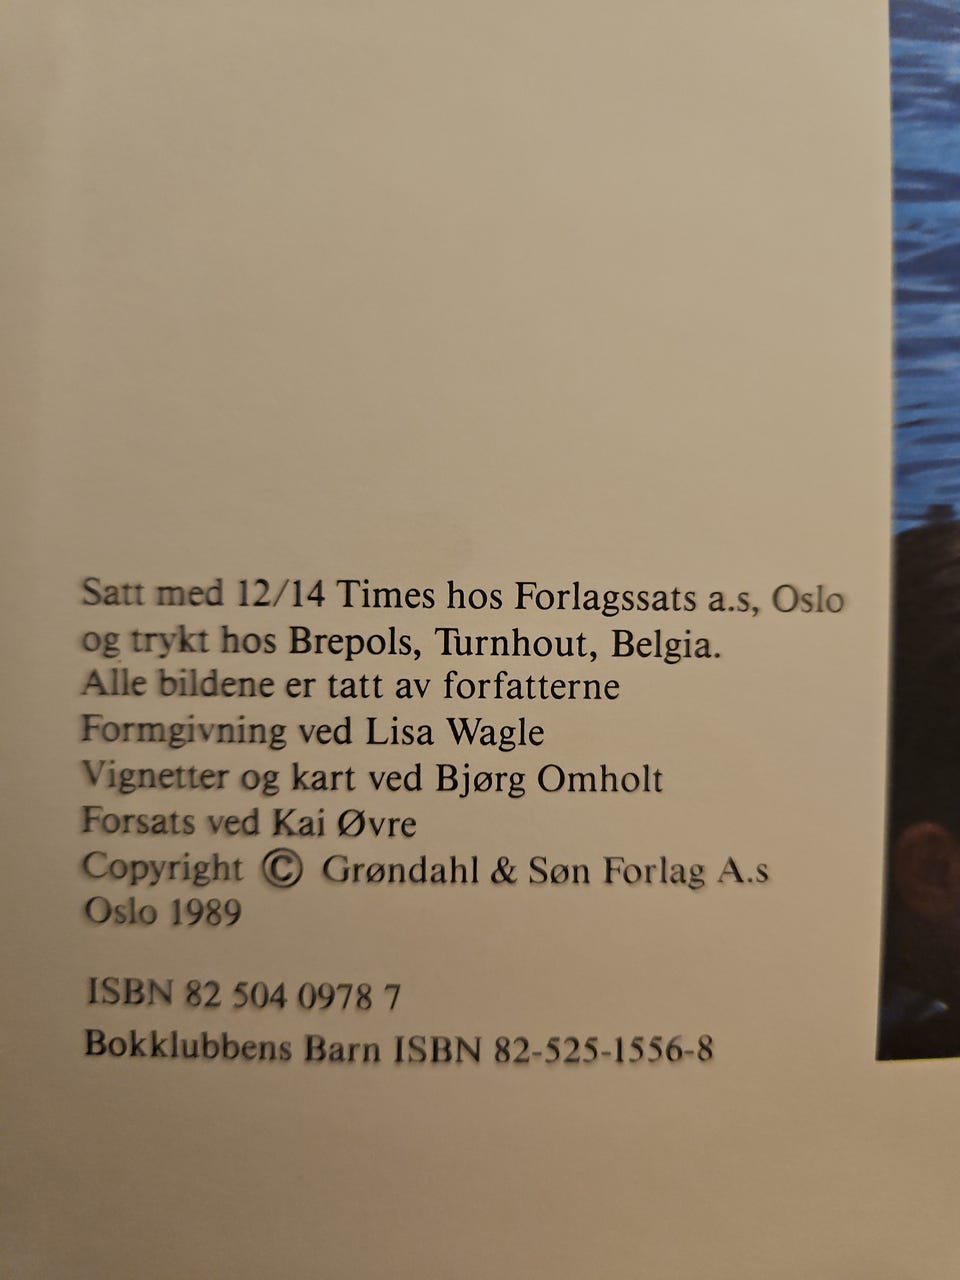 Satt med 12/14 Times hos Forlagssats a.s, Oslo
og trykt hos Brepols, Turnhout, Belgia.
Alle bildene er tatt av forfatterne
Formgivning ved Lisa Wagle
Vignetter og kart ved Bjørg Omholt
Forsats ved Kai Øvre
Copyright © Grøndahl & Søn Forlag A.s
Oslo 1989
ISBN 82 504 0978 7
Bokklubbens Barn ISBN 82-525-1556-8